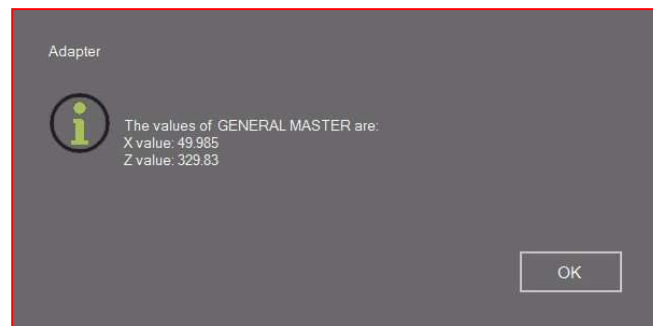 Adapter
The values of GENERAL MASTER are:
X value: 49.985
Z value: 329.83
OK